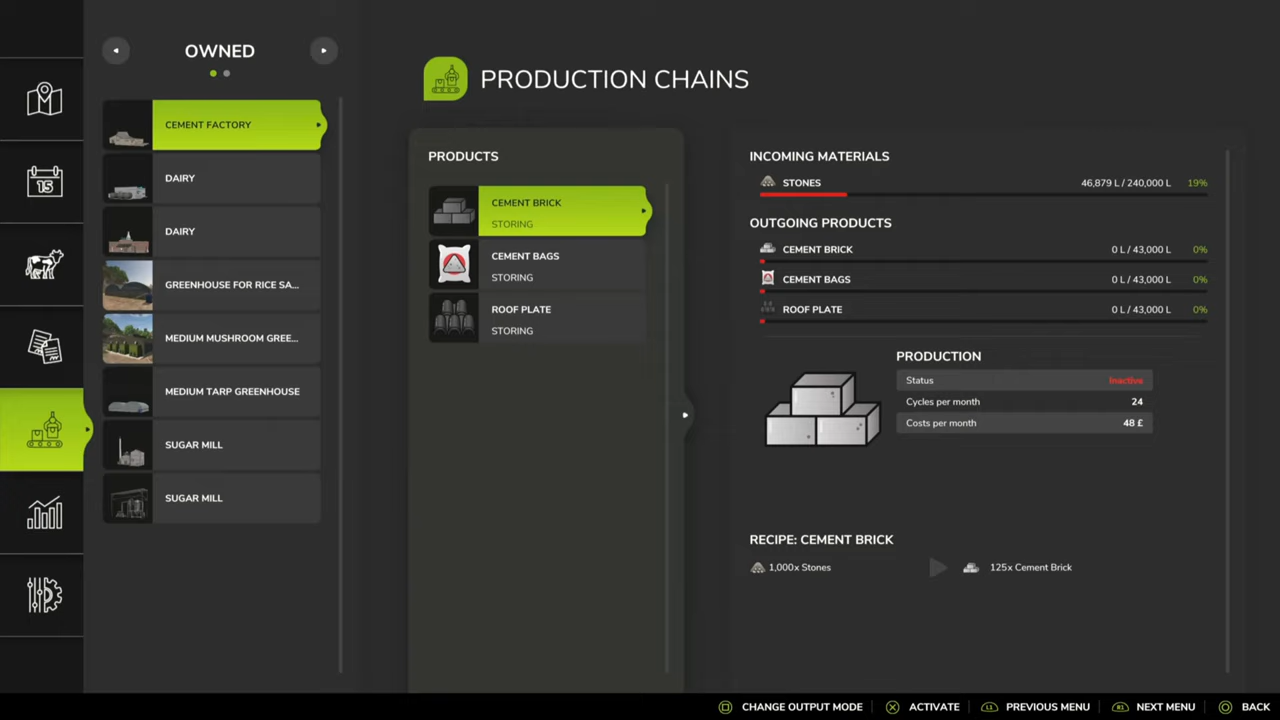 OWNED
CEMENT FACTORY
DAIRY
DAIRY
GREENHOUSE FOR RICE SA...
MEDIUM MUSHROOM GREE...
MEDIUM TARP GREENHOUSE
SUGAR MILL
SUGAR MILL
15
PRODUCTION CHAINS
PRODUCTS
CEMENT BRICK
STORING
CEMENT BAGS
STORING
ROOF PLATE
STORING
INCOMING MATERIALS
STONES 46,879 L / 240,000 L 19%
OUTGOING PRODUCTS
CEMENT BRICK 0 L / 43,000 L 0%
CEMENT BAGS 0 L / 43,000 L 0%
ROOF PLATE 0 L / 43,000 L 0%
PRODUCTION
Status Inactive
Cycles per month 24
Costs per month 48 £
RECIPE: CEMENT BRICK
1,000x Stones 125x Cement Brick
CHANGE OUTPUT MODE ACTIVATE L1 PREVIOUS MENU R1 NEXT MENU BACK